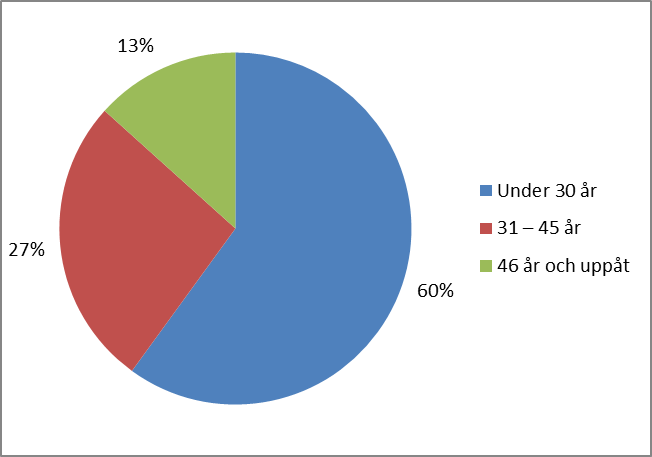 13%
27%
60%
Under 30 år
31 – 45 år
46 år och uppåt